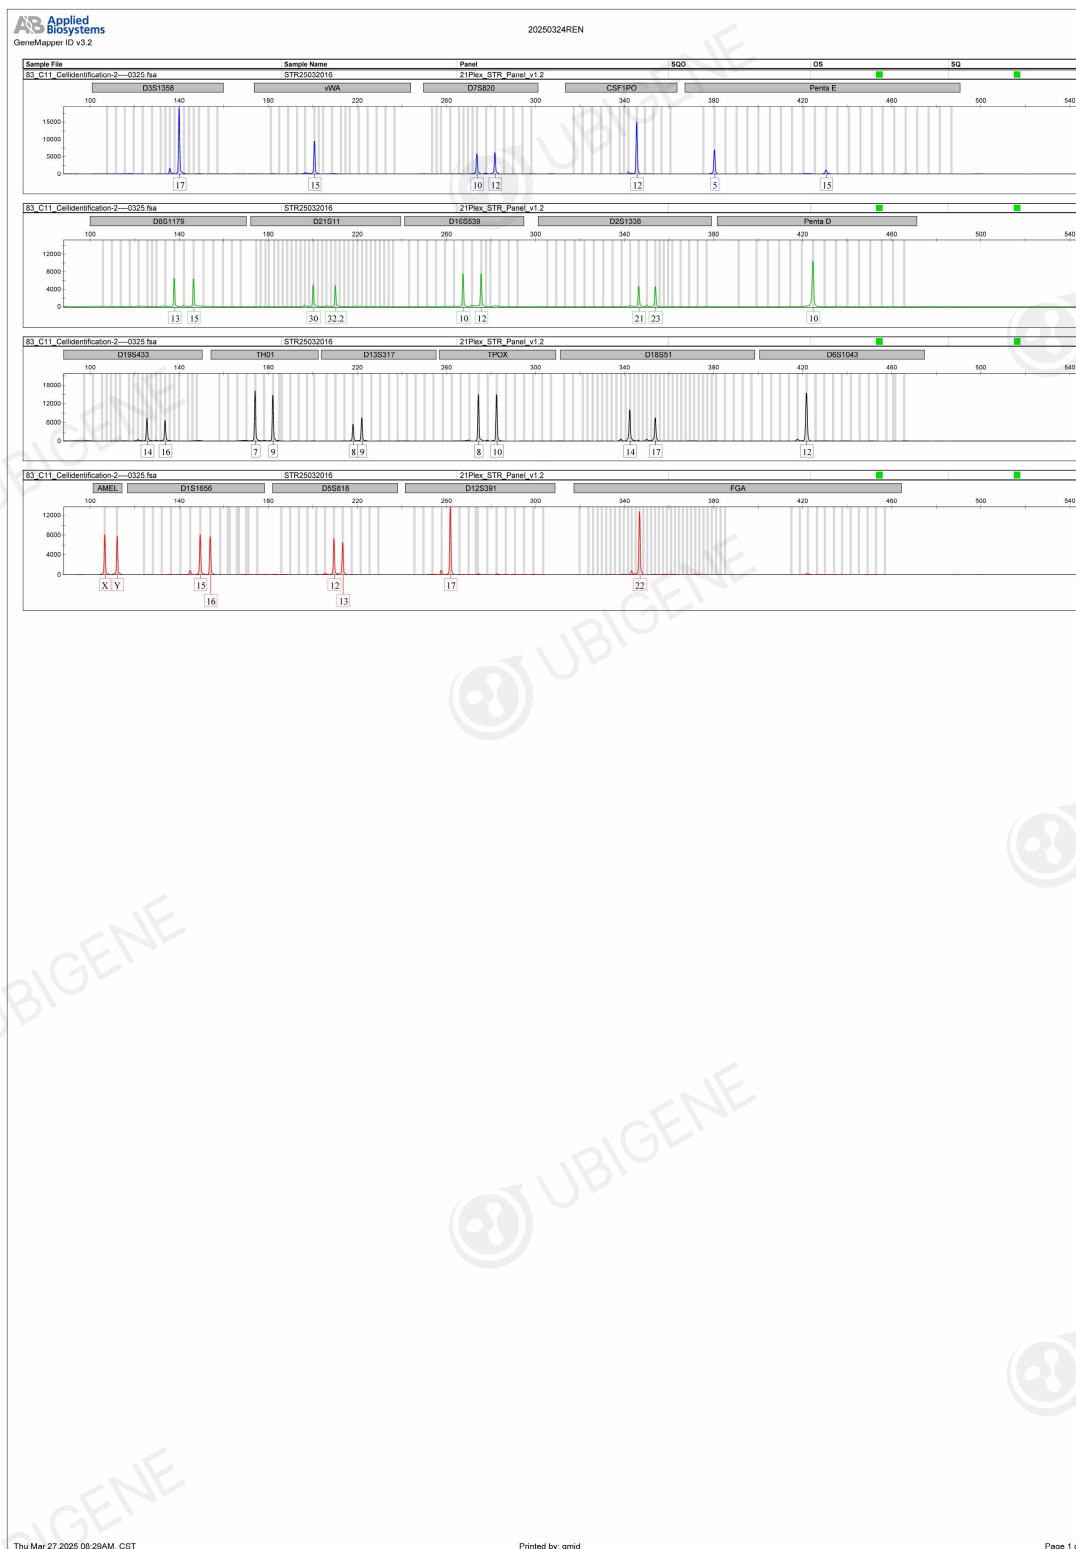 AB Applied Biosystems
GeneMapper ID v3.2
20250324REN
Sample File Sample Name Panel SQO OS SQ
83_C11_Cellidentification-2----0325.fsa STR25032016 21Plex_STR_Panel_v1.2
D3S1358 vWA D7S820 CSF1PO Penta E
100 140 180 220 260 300 340 380 420 460 500 540
15000
10000
5000
0
17 15 10 12 12 5 15
83_C11_Cellidentification-2----0325.fsa STR25032016 21Plex_STR_Panel_v1.2
D8S1179 D21S11 D16S539 D2S1338 Penta D
100 140 180 220 260 300 340 380 420 460 500 540
12000
8000
4000
0
13 15 30 32.2 10 12 21 23 10
83_C11_Cellidentification-2----0325.fsa STR25032016 21Plex_STR_Panel_v1.2
D19S433 TH01 D13S317 TPOX D18S51 D6S1043
100 140 180 220 260 300 340 380 420 460 500 540
18000
12000
6000
0
14 16 7 9 8 9 8 10 14 17 12
83_C11_Cellidentification-2----0325.fsa STR25032016 21Plex_STR_Panel_v1.2
AMEL D1S1656 D5S818 D12S391 FGA
100 140 180 220 260 300 340 380 420 460 500 540
12000
8000
4000
0
X Y 15 12 17 22
16 13
UBIGENE
UBIGENE
UBIGENE
UBIGENE
UBIGENE
UBIGENE
UBIGENE
Thu Mar 27,2025 08:29AM, CST Printed by: gmid Page 1